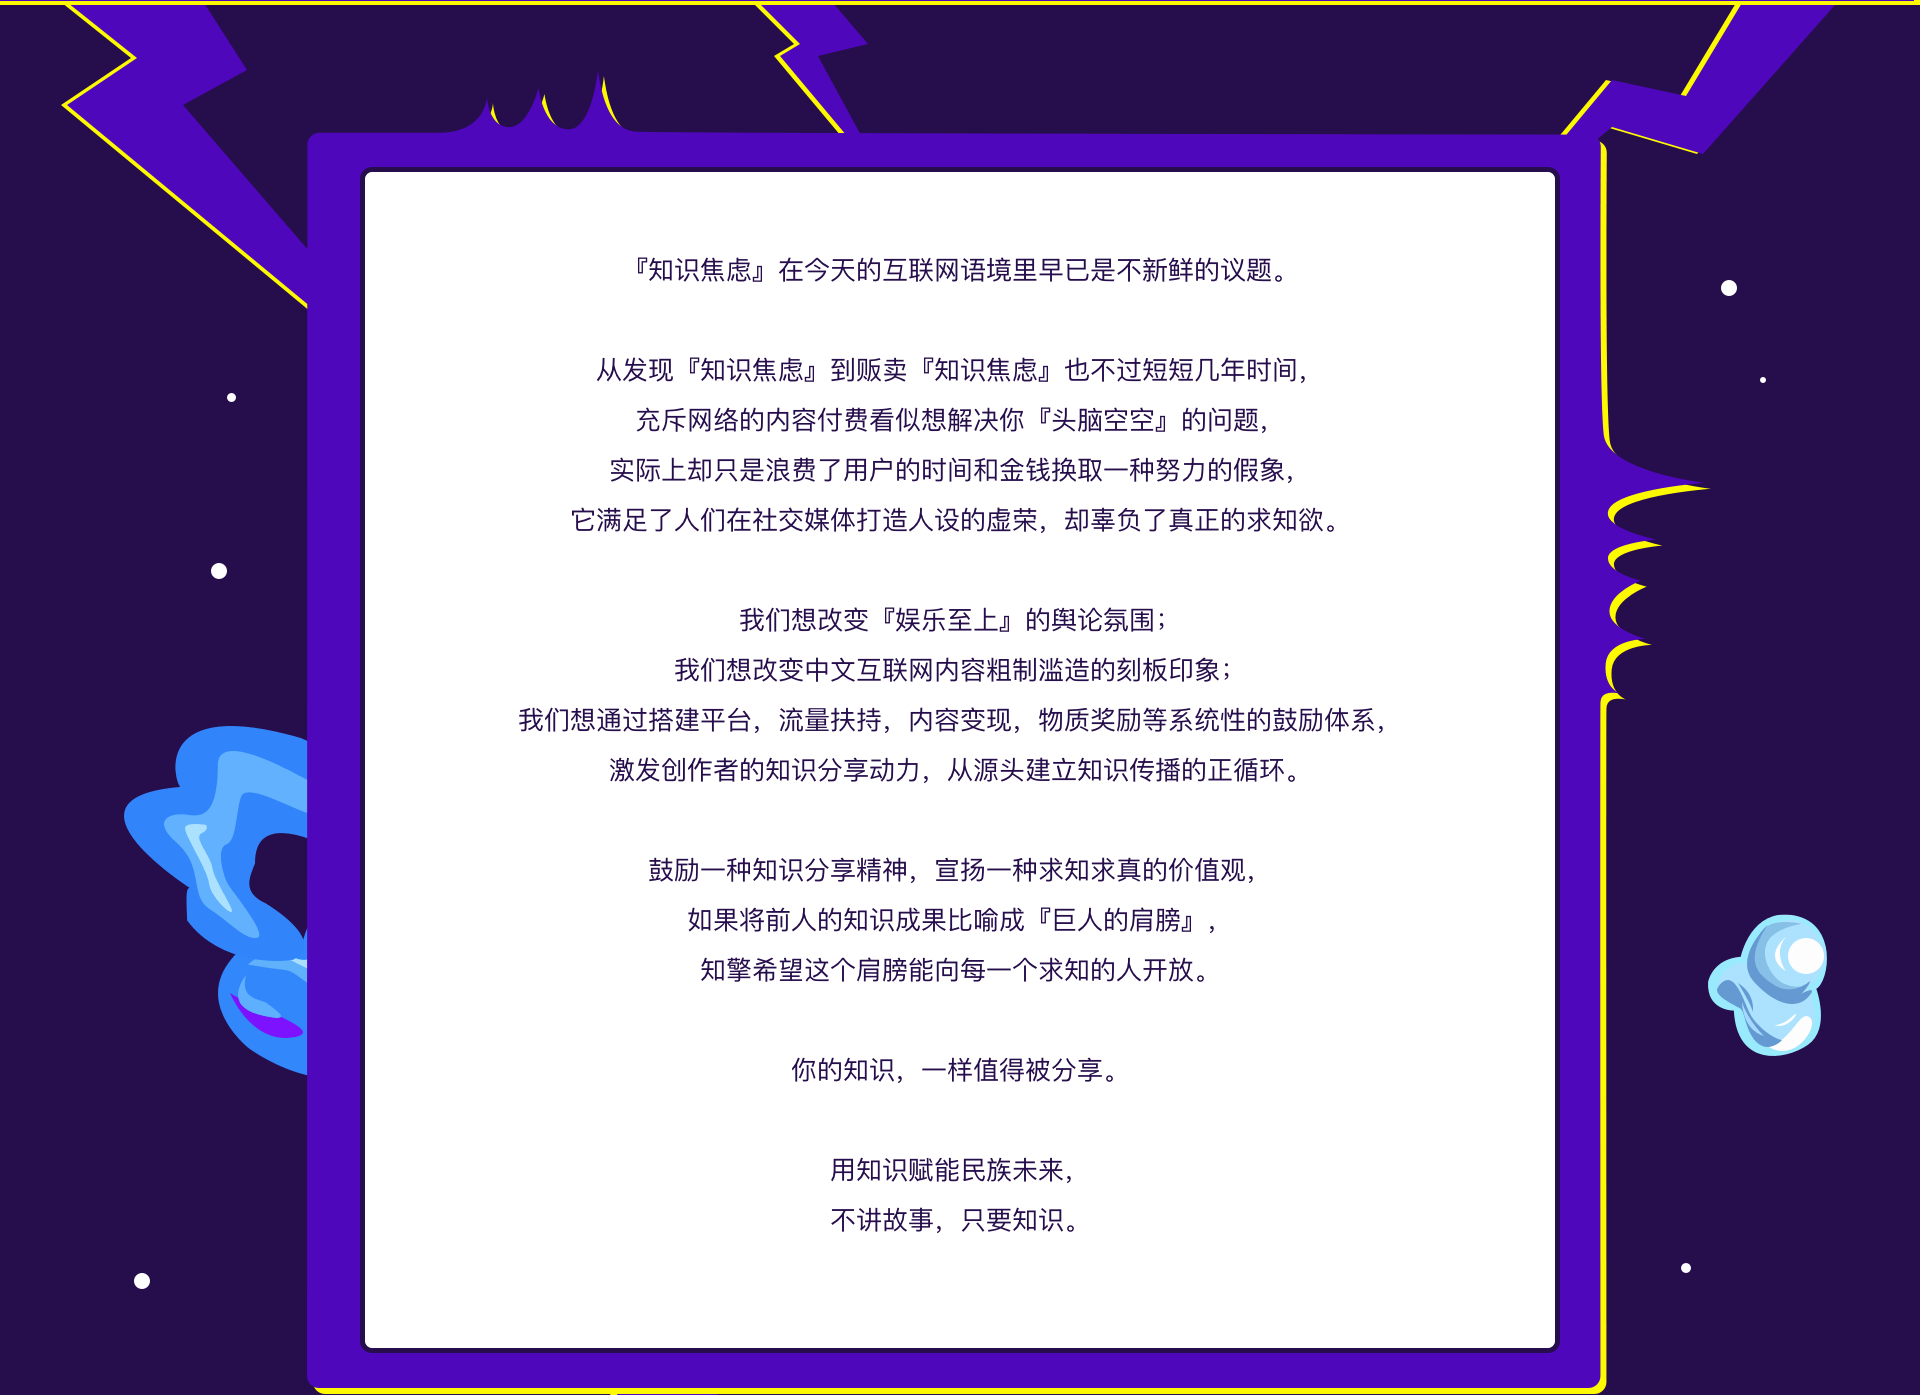 『知识焦虑』在今天的互联网语境里早已是不新鲜的议题。
从发现『知识焦虑』到贩卖『知识焦虑』也不过短短几年时间，
充斥网络的内容付费看似想解决你『头脑空空』的问题，
实际上却只是浪费了用户的时间和金钱换取一种努力的假象，
它满足了人们在社交媒体打造人设的虚荣，却辜负了真正的求知欲。
我们想改变『娱乐至上』的舆论氛围；
我们想改变中文互联网内容粗制滥造的刻板印象；
我们想通过搭建平台，流量扶持，内容变现，物质奖励等系统性的鼓励体系，
激发创作者的知识分享动力，从源头建立知识传播的正循环。
鼓励一种知识分享精神，宣扬一种求知求真的价值观，
如果将前人的知识成果比喻成『巨人的肩膀』，
知擎希望这个肩膀能向每一个求知的人开放。
你的知识，一样值得被分享。
用知识赋能民族未来，
不讲故事，只要知识。